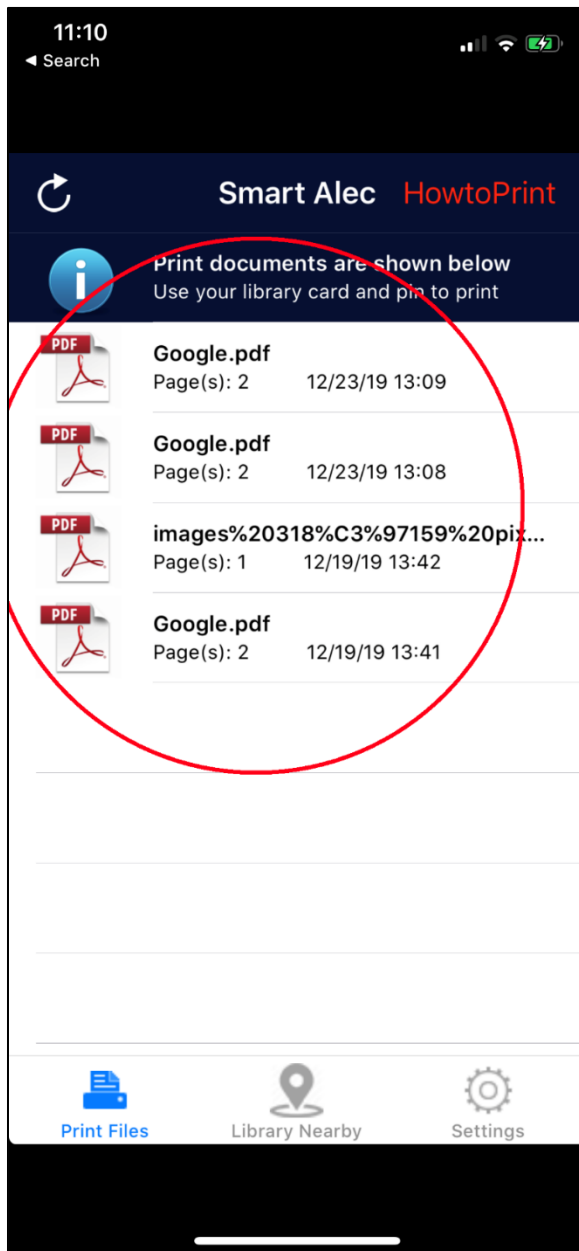 11:10
◀ Search
Smart Alec HowtoPrint
Print documents are shown below
Use your library card and pin to print
PDF
Google.pdf
Page(s): 2 12/23/19 13:09
PDF
Google.pdf
Page(s): 2 12/23/19 13:08
PDF
images%20318%C3%97159%20pix...
Page(s): 1 12/19/19 13:42
PDF
Google.pdf
Page(s): 2 12/19/19 13:41
Print Files Library Nearby Settings